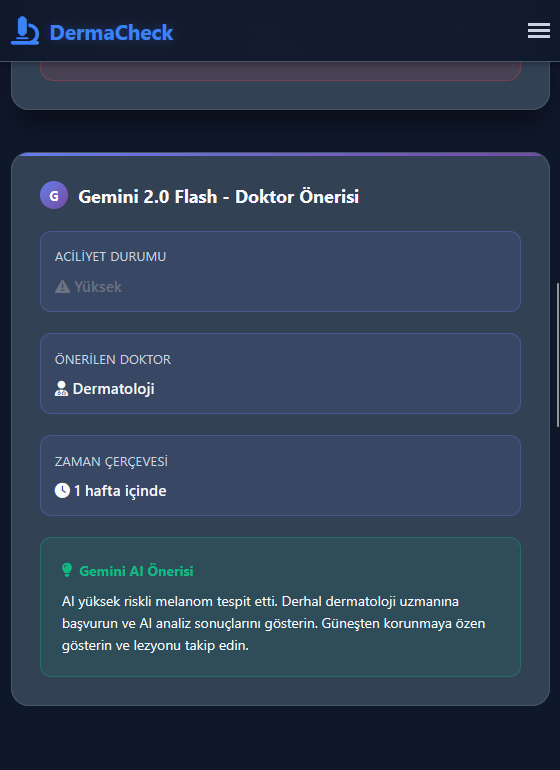 DermaCheck
G Gemini 2.0 Flash - Doktor Önerisi
ACİLİYET DURUMU
Yüksek
ÖNERİLEN DOKTOR
Dermatoloji
ZAMAN ÇERÇEVESİ
1 hafta içinde
Gemini AI Önerisi
AI yüksek riskli melanom tespit etti. Derhal dermatoloji uzmanına
başvurun ve AI analiz sonuçlarını gösterin. Güneşten korunmaya özen
gösterin ve lezyonu takip edin.